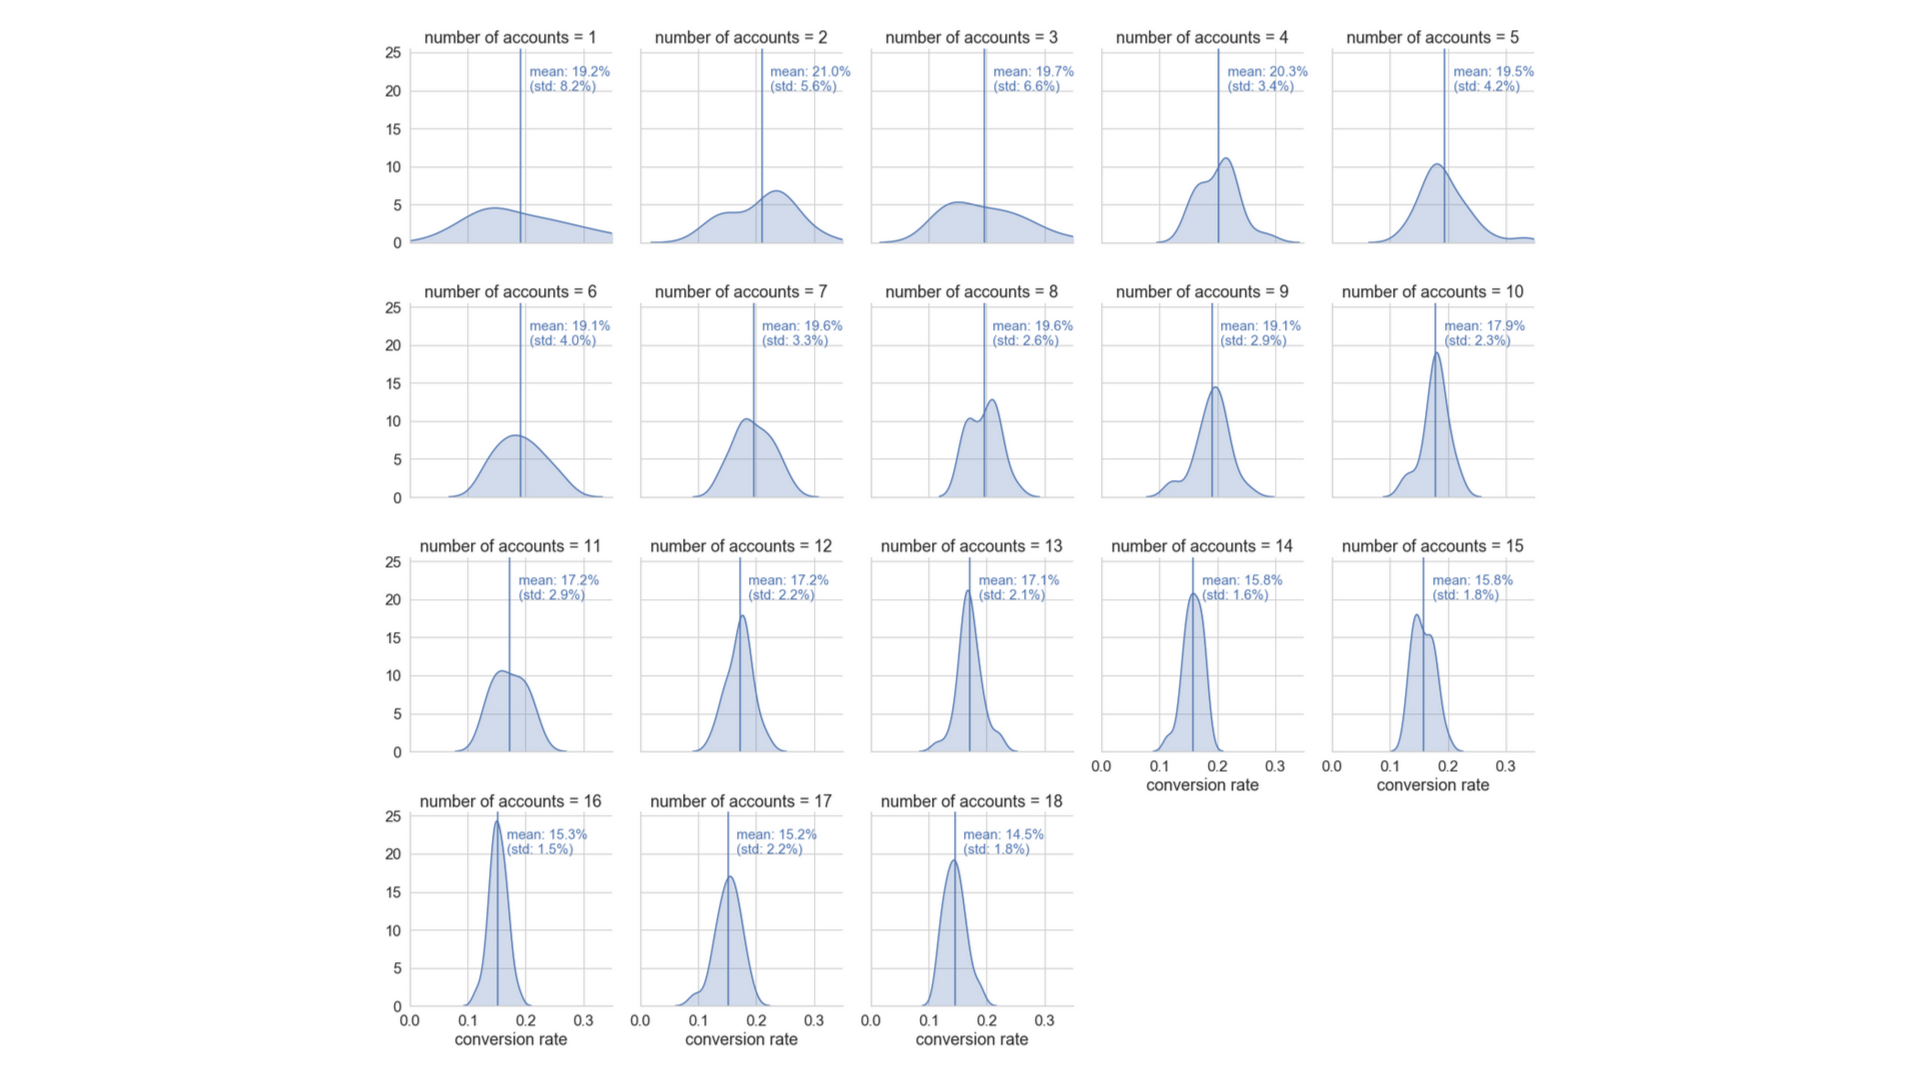 number of accounts = 1
number of accounts = 2
number of accounts = 3
number of accounts = 4
number of accounts = 5
25
20
15
10
5
0
mean: 19.2%
(std: 8.2%)
mean: 21.0%
(std: 5.6%)
mean: 19.7%
(std: 6.6%)
mean: 20.3%
(std: 3.4%)
mean: 19.5%
(std: 4.2%)
number of accounts = 6
number of accounts = 7
number of accounts = 8
number of accounts = 9
number of accounts = 10
25
20
15
10
5
0
mean: 19.1%
(std: 4.0%)
mean: 19.6%
(std: 3.3%)
mean: 19.6%
(std: 2.6%)
mean: 19.1%
(std: 2.9%)
mean: 17.9%
(std: 2.3%)
number of accounts = 11
number of accounts = 12
number of accounts = 13
number of accounts = 14
number of accounts = 15
25
20
15
10
5
0
mean: 17.2%
(std: 2.9%)
mean: 17.2%
(std: 2.2%)
mean: 17.1%
(std: 2.1%)
mean: 15.8%
(std: 1.6%)
mean: 15.8%
(std: 1.8%)
0.0 0.1 0.2 0.3
conversion rate
0.0 0.1 0.2 0.3
conversion rate
number of accounts = 16
number of accounts = 17
number of accounts = 18
25
20
15
10
5
0
mean: 15.3%
(std: 1.5%)
mean: 15.2%
(std: 2.2%)
mean: 14.5%
(std: 1.8%)
0.0 0.1 0.2 0.3
conversion rate
0.0 0.1 0.2 0.3
conversion rate
0.0 0.1 0.2 0.3
conversion rate